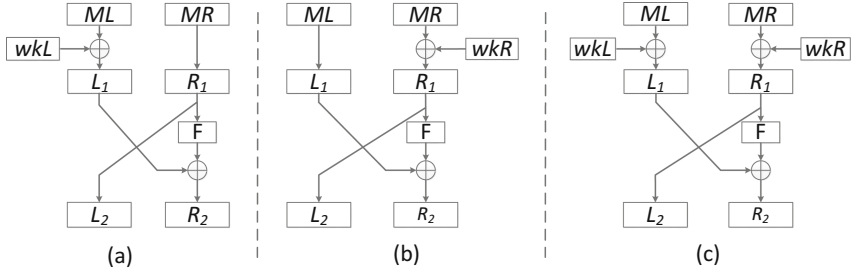 ML MR ML MR ML MR
wkL wkR wkL wkR
L1 R1 L1 R1 L1 R1
F F F
L2 R2 L2 R2 L2 R2
(a) (b) (c)